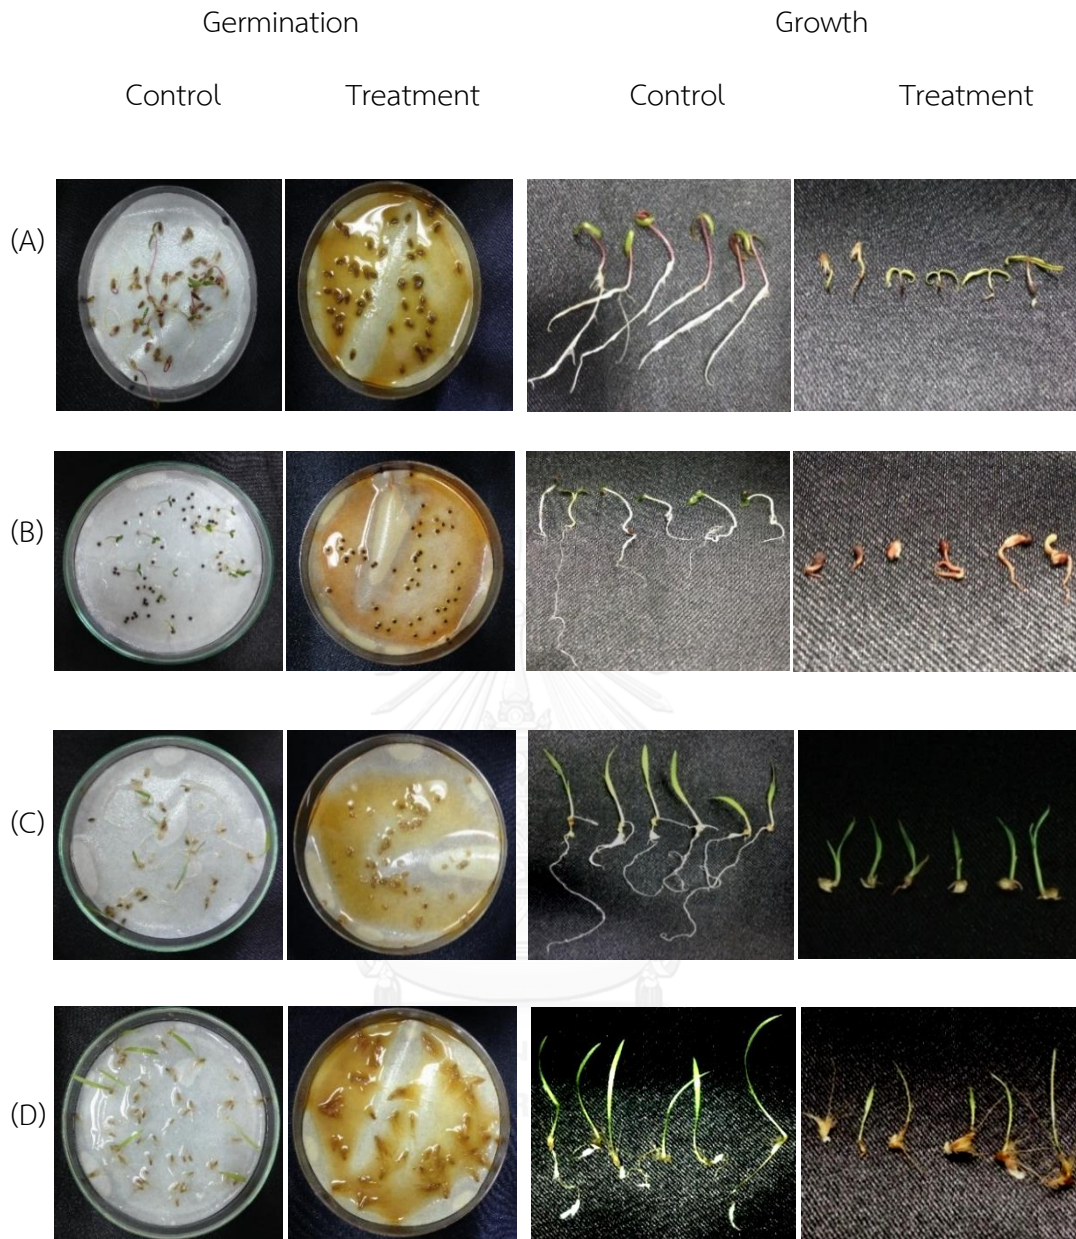 Germination Growth
Control Treatment Control Treatment
(A)
(B)
(C)
(D)